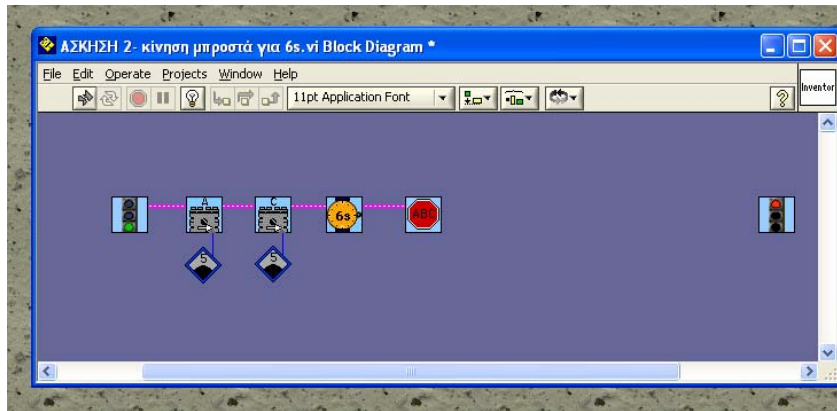 ΑΣΚΗΣΗ 2- κίνηση μπροστά για 6s.vi Block Diagram *
File Edit Operate Projects Window Help
11pt Application Font
?
Inventor
A
C
6s
ABC
5
5